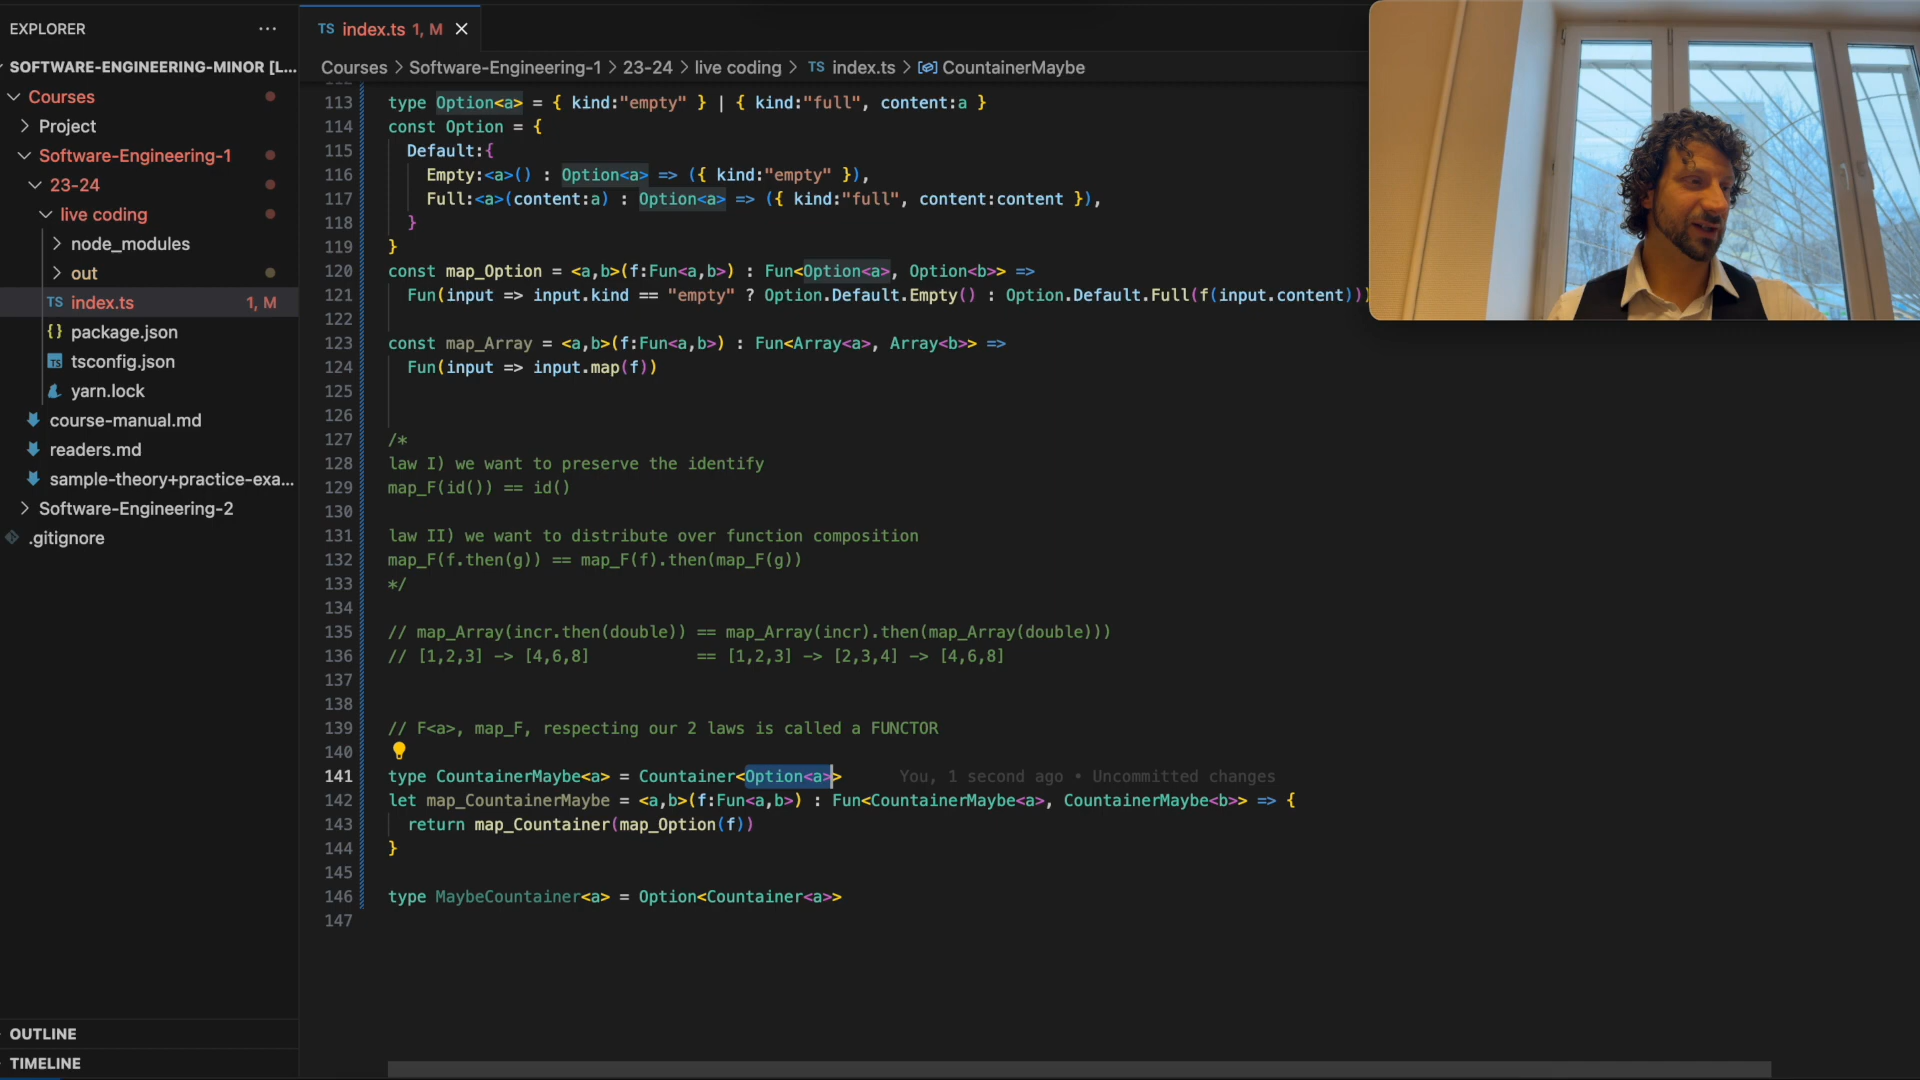 EXPLORER
SOFTWARE-ENGINEERING-MINOR [L...
Courses
Project
Software-Engineering-1
23-24
live coding
node_modules
out
TS index.ts 1, M
{} package.json
TS tsconfig.json
yarn.lock
course-manual.md
readers.md
sample-theory+practice-exa...
Software-Engineering-2
.gitignore
OUTLINE
TIMELINE
TS index.ts 1, M
Courses > Software-Engineering-1 > 23-24 > live coding > TS index.ts > CountainerMaybe
113 type Option<a> = { kind:"empty" } | { kind:"full", content:a }
114 const Option = {
115 Default:{
116 Empty:<a>() : Option<a> => ({ kind:"empty" }),
117 Full:<a>(content:a) : Option<a> => ({ kind:"full", content:content }),
118 }
119 }
120 const map_Option = <a,b>(f:Fun<a,b>) : Fun<Option<a>, Option<b>> =>
121 Fun(input => input.kind == "empty" ? Option.Default.Empty() : Option.Default.Full(f(input.content)))
122
123 const map_Array = <a,b>(f:Fun<a,b>) : Fun<Array<a>, Array<b>> =>
124 Fun(input => input.map(f))
125
126
127 /*
128 law I) we want to preserve the identify
129 map_F(id()) == id()
130
131 law II) we want to distribute over function composition
132 map_F(f.then(g)) == map_F(f).then(map_F(g))
133 */
134
135 // map_Array(incr.then(double)) == map_Array(incr).then(map_Array(double)))
136 // [1,2,3] -> [4,6,8] == [1,2,3] -> [2,3,4] -> [4,6,8]
137
138
139 // F<a>, map_F, respecting our 2 laws is called a FUNCTOR
140
141 type CountainerMaybe<a> = Countainer<Option<a>> You, 1 second ago • Uncommitted changes
142 let map_CountainerMaybe = <a,b>(f:Fun<a,b>) : Fun<CountainerMaybe<a>, CountainerMaybe<b>> => {
143 return map_Countainer(map_Option(f))
144 }
145
146 type MaybeCountainer<a> = Option<Countainer<a>>
147